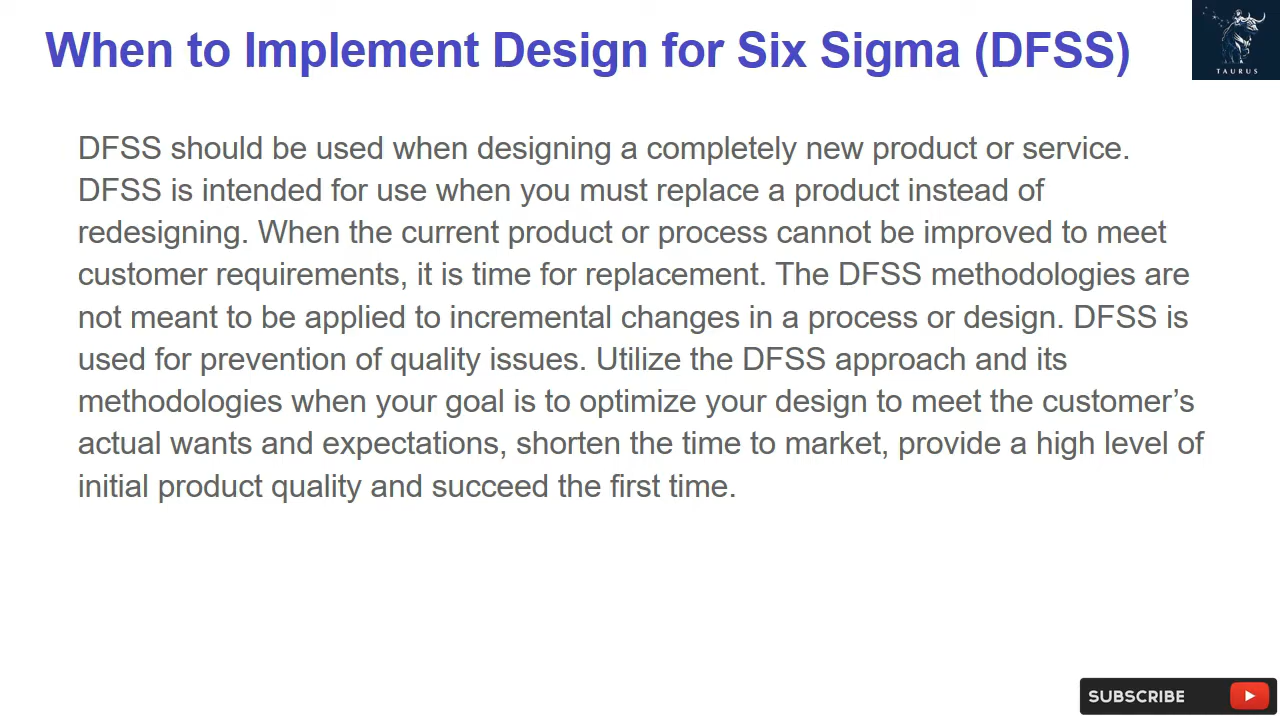 When to Implement Design for Six Sigma (DFSS)
TAURUS
DFSS should be used when designing a completely new product or service.
DFSS is intended for use when you must replace a product instead of
redesigning. When the current product or process cannot be improved to meet
customer requirements, it is time for replacement. The DFSS methodologies are
not meant to be applied to incremental changes in a process or design. DFSS is
used for prevention of quality issues. Utilize the DFSS approach and its
methodologies when your goal is to optimize your design to meet the customer’s
actual wants and expectations, shorten the time to market, provide a high level of
initial product quality and succeed the first time.
SUBSCRIBE